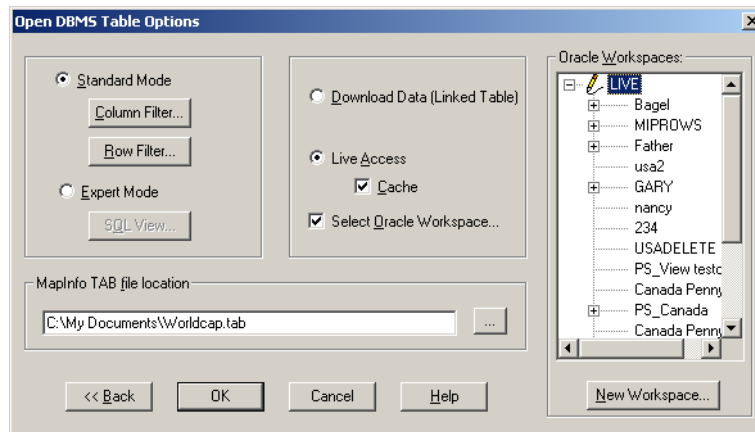 Open DBMS Table Options
Standard Mode
Column Filter...
Row Filter...
Expert Mode
SQL View...
Download Data (Linked Table)
Live Access
Cache
Select Oracle Workspace...
MapInfo TAB file location
C:\My Documents\Worldcap.tab
...
<< Back
OK
Cancel
Help
Oracle Workspaces:
LIVE
Bagel
MIPROWS
Father
usa2
GARY
nancy
234
USADELETE
PS_View testc
Canada Penny
PS_Canada
Canada Penny
New Workspace...